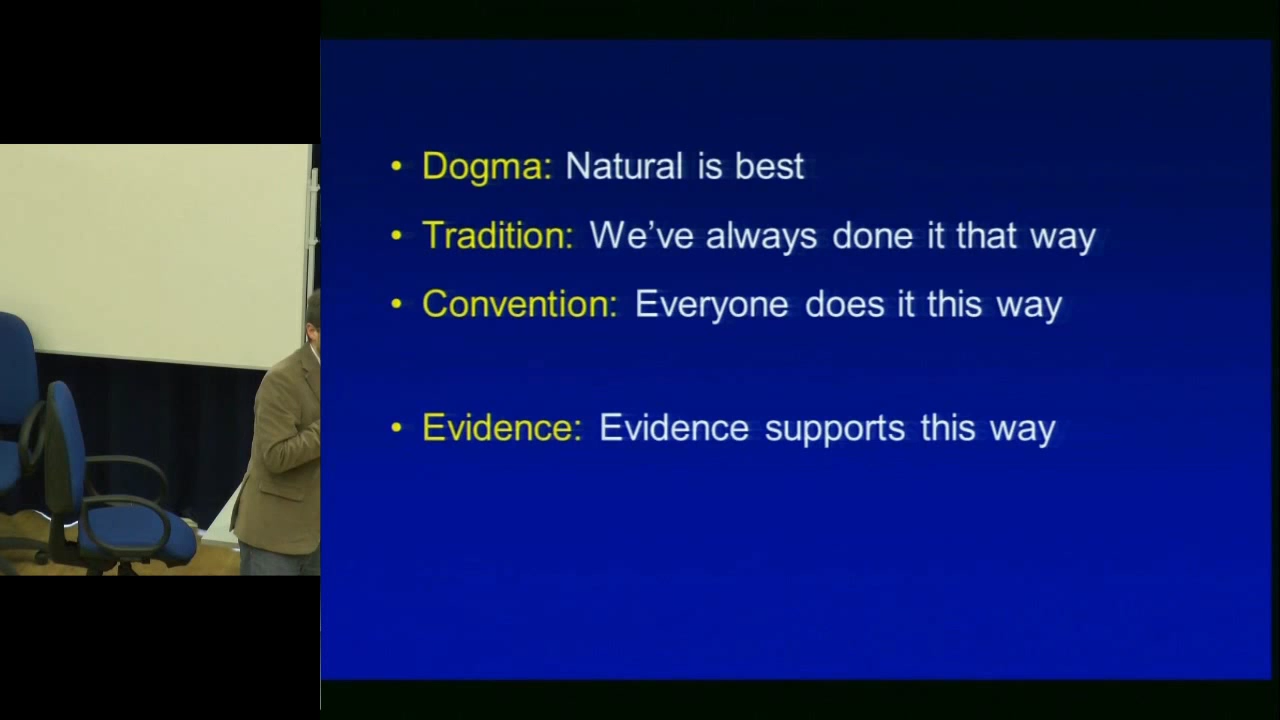 • Dogma: Natural is best
• Tradition: We’ve always done it that way
• Convention: Everyone does it this way
• Evidence: Evidence supports this way